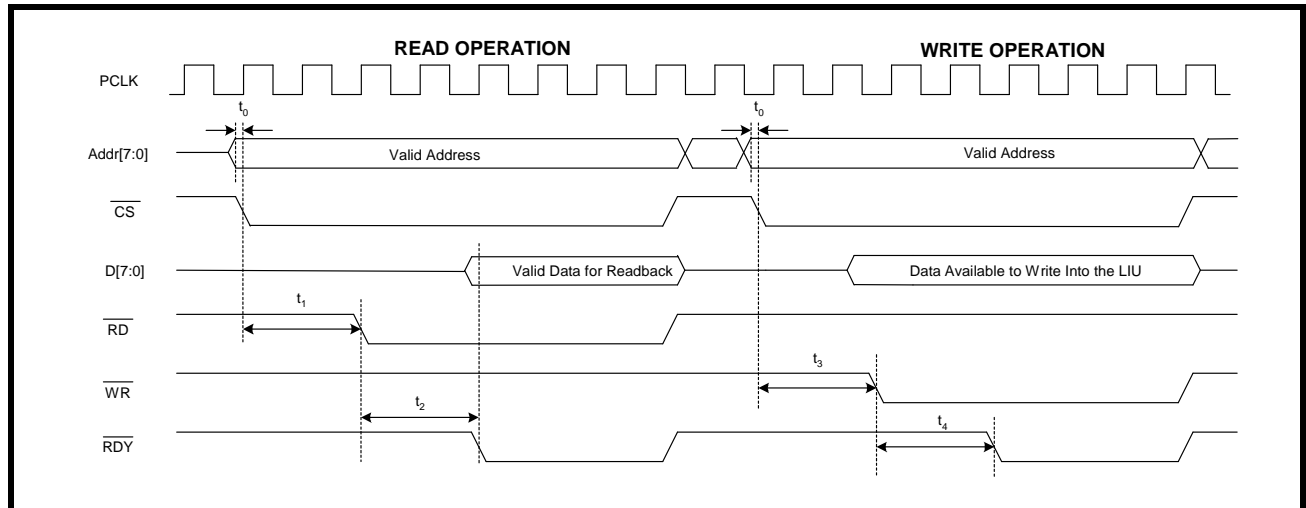 READ OPERATION WRITE OPERATION
PCLK
t0 t0
Addr[7:0] Valid Address Valid Address
CS
D[7:0] Valid Data for Readback Data Available to Write Into the LIU
t1
RD
t3
WR
t2
t4
RDY